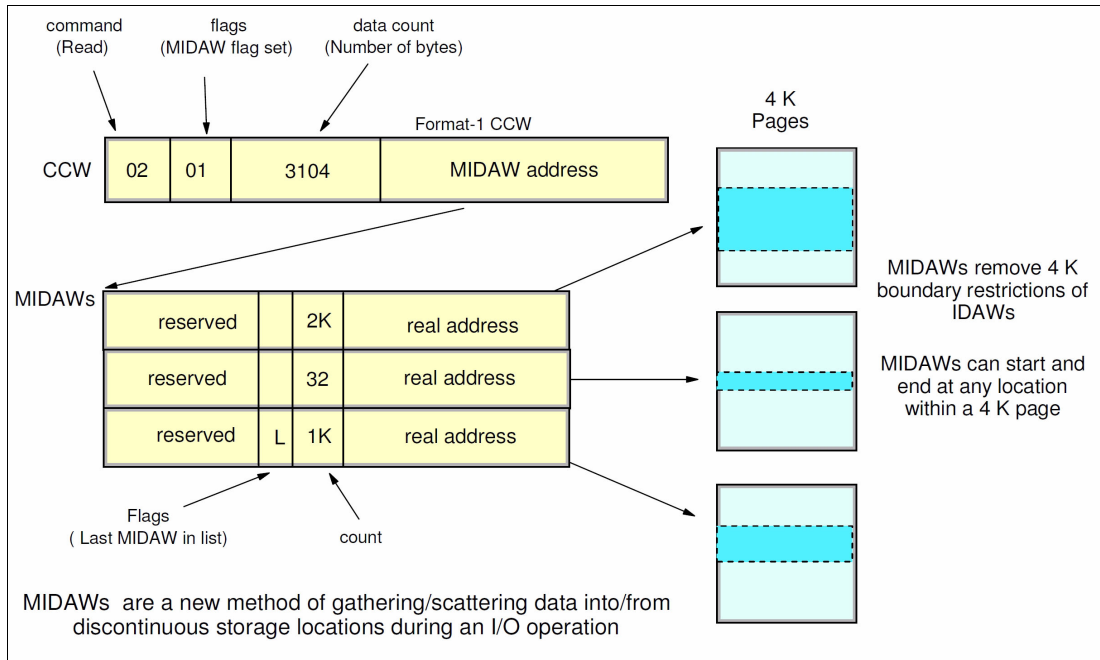 command
(Read)
flags
(MIDAW flag set)
data count
(Number of bytes)
4 K
Pages
Format-1 CCW
CCW 02 01 3104 MIDAW address
MIDAWs
reserved 2K real address
reserved 32 real address
reserved L 1K real address
MIDAWs remove 4 K
boundary restrictions of
IDAWs
MIDAWs can start and
end at any location
within a 4 K page
Flags
( Last MIDAW in list)
count
MIDAWs are a new method of gathering/scattering data into/from
discontinuous storage locations during an I/O operation